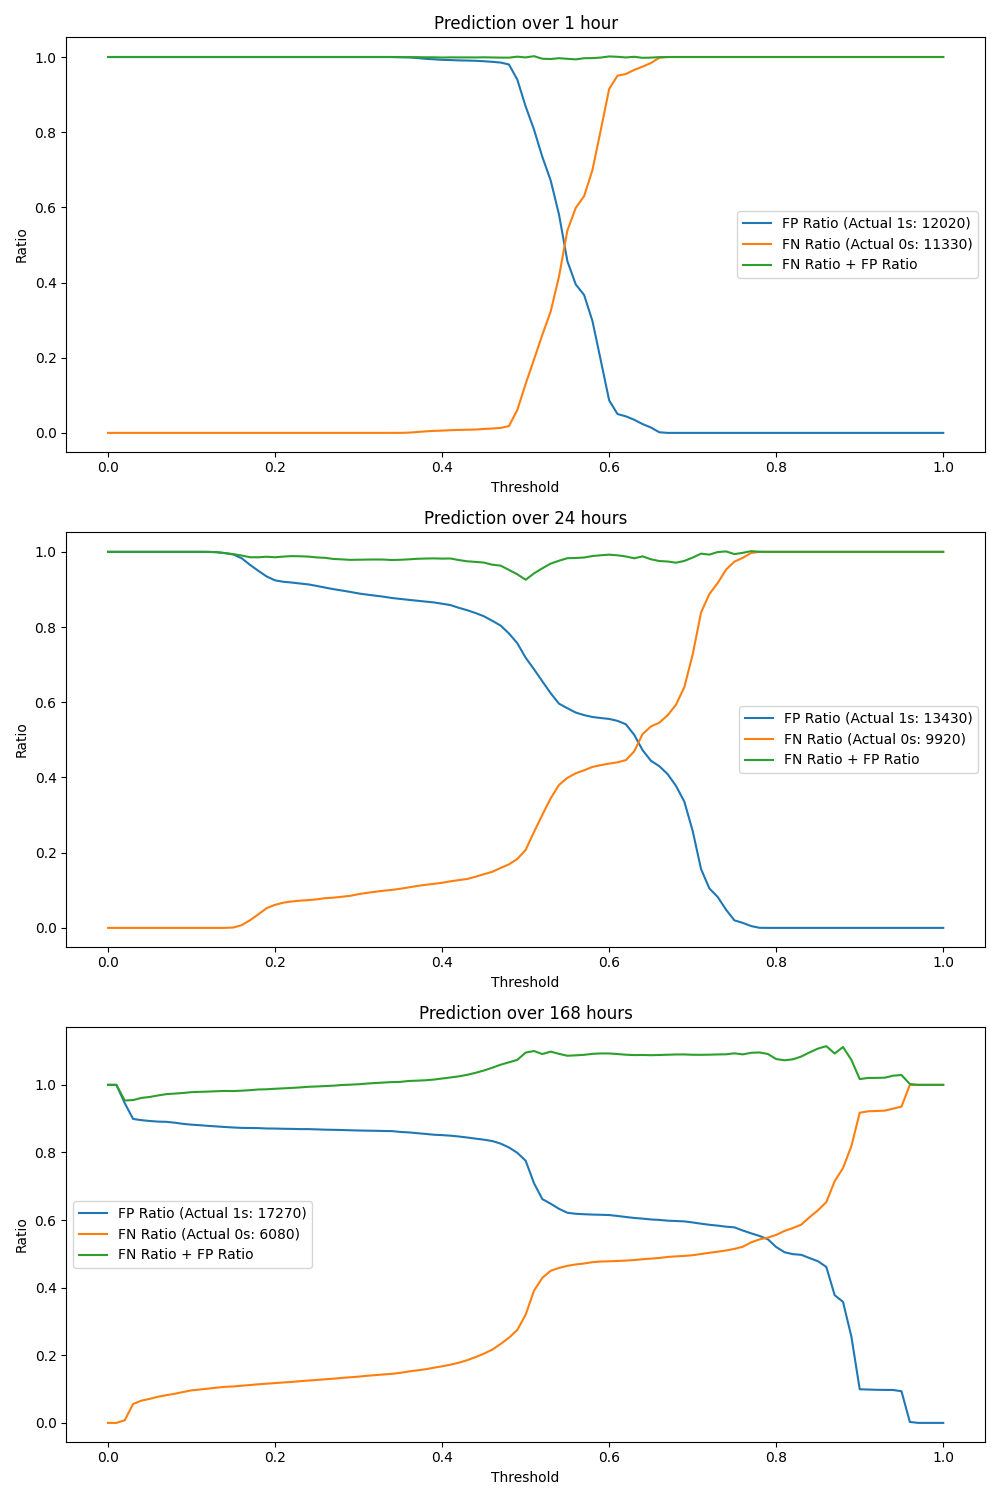 Prediction over 1 hour
1.0
0.8
0.6
0.4
0.2
0.0
Ratio
FP Ratio (Actual 1s: 12020)
FN Ratio (Actual 0s: 11330)
FN Ratio + FP Ratio
0.0 0.2 0.4 0.6 0.8 1.0
Threshold
Prediction over 24 hours
1.0
0.8
0.6
0.4
0.2
0.0
Ratio
FP Ratio (Actual 1s: 13430)
FN Ratio (Actual 0s: 9920)
FN Ratio + FP Ratio
0.0 0.2 0.4 0.6 0.8 1.0
Threshold
Prediction over 168 hours
1.0
0.8
0.6
0.4
0.2
0.0
Ratio
FP Ratio (Actual 1s: 17270)
FN Ratio (Actual 0s: 6080)
FN Ratio + FP Ratio
0.0 0.2 0.4 0.6 0.8 1.0
Threshold